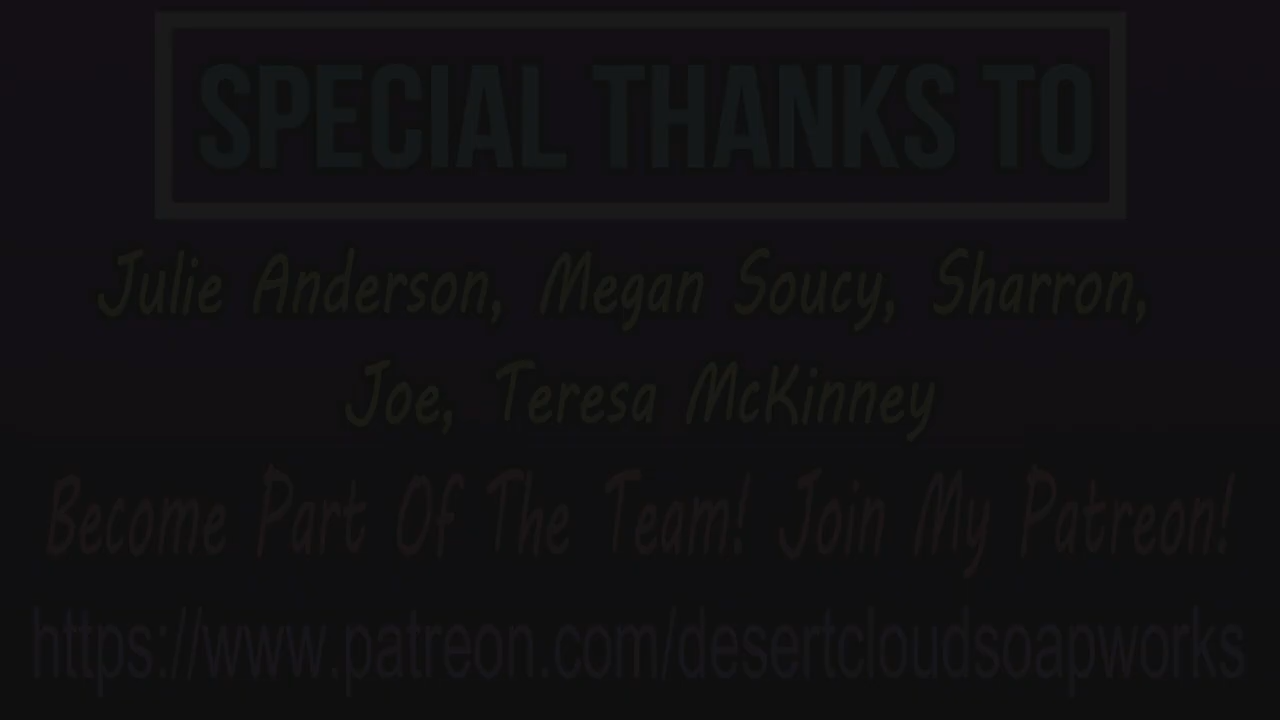 SPECIAL THANKS TO
Julie Anderson, Megan Soucy, Sharron,
Joe, Teresa McKinney
Become Part Of The Team! Join My Patreon!
https://www.patreon.com/desertcloudsoapworks